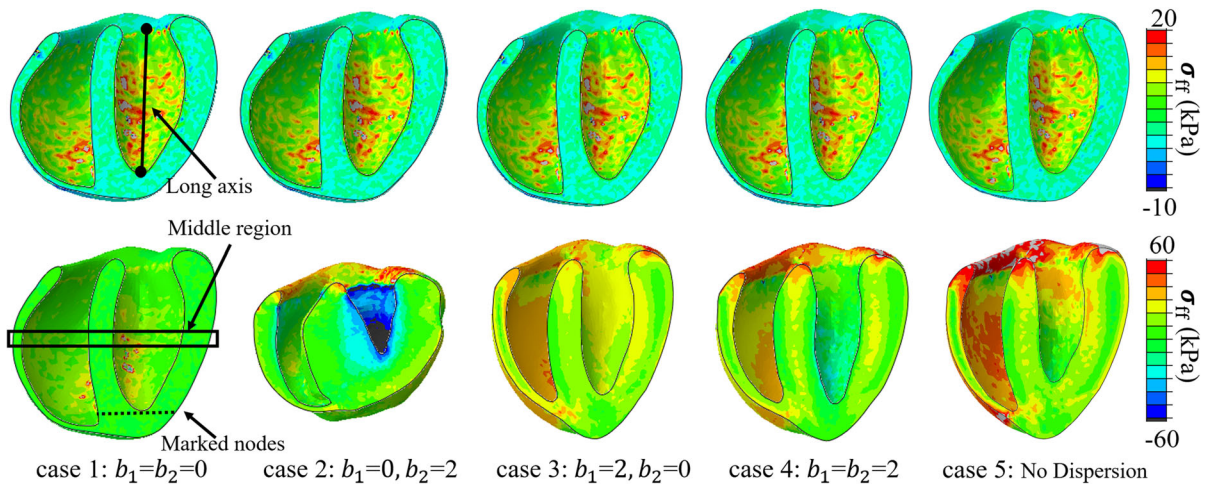 20
σff (kPa)
-10
Long axis
Middle region
60
σff (kPa)
-60
Marked nodes
case 1: b₁=b₂=0
case 2: b₁=0, b₂=2
case 3: b₁=2, b₂=0
case 4: b₁=b₂=2
case 5: No Dispersion